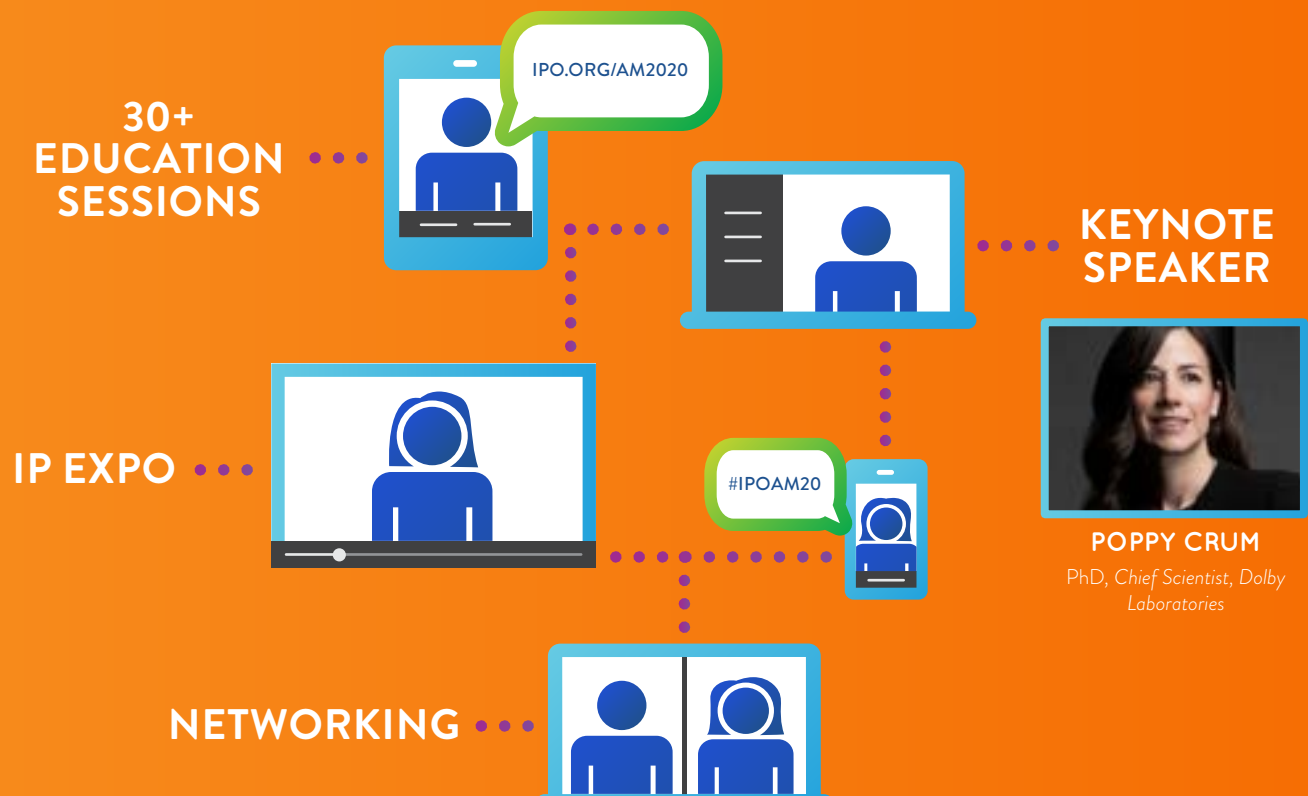 IPO.ORG/AM2020
30+
EDUCATION
SESSIONS
KEYNOTE
SPEAKER
IP EXPO
#IPOAM20
POPPY CRUM
PhD, Chief Scientist, Dolby
Laboratories
NETWORKING